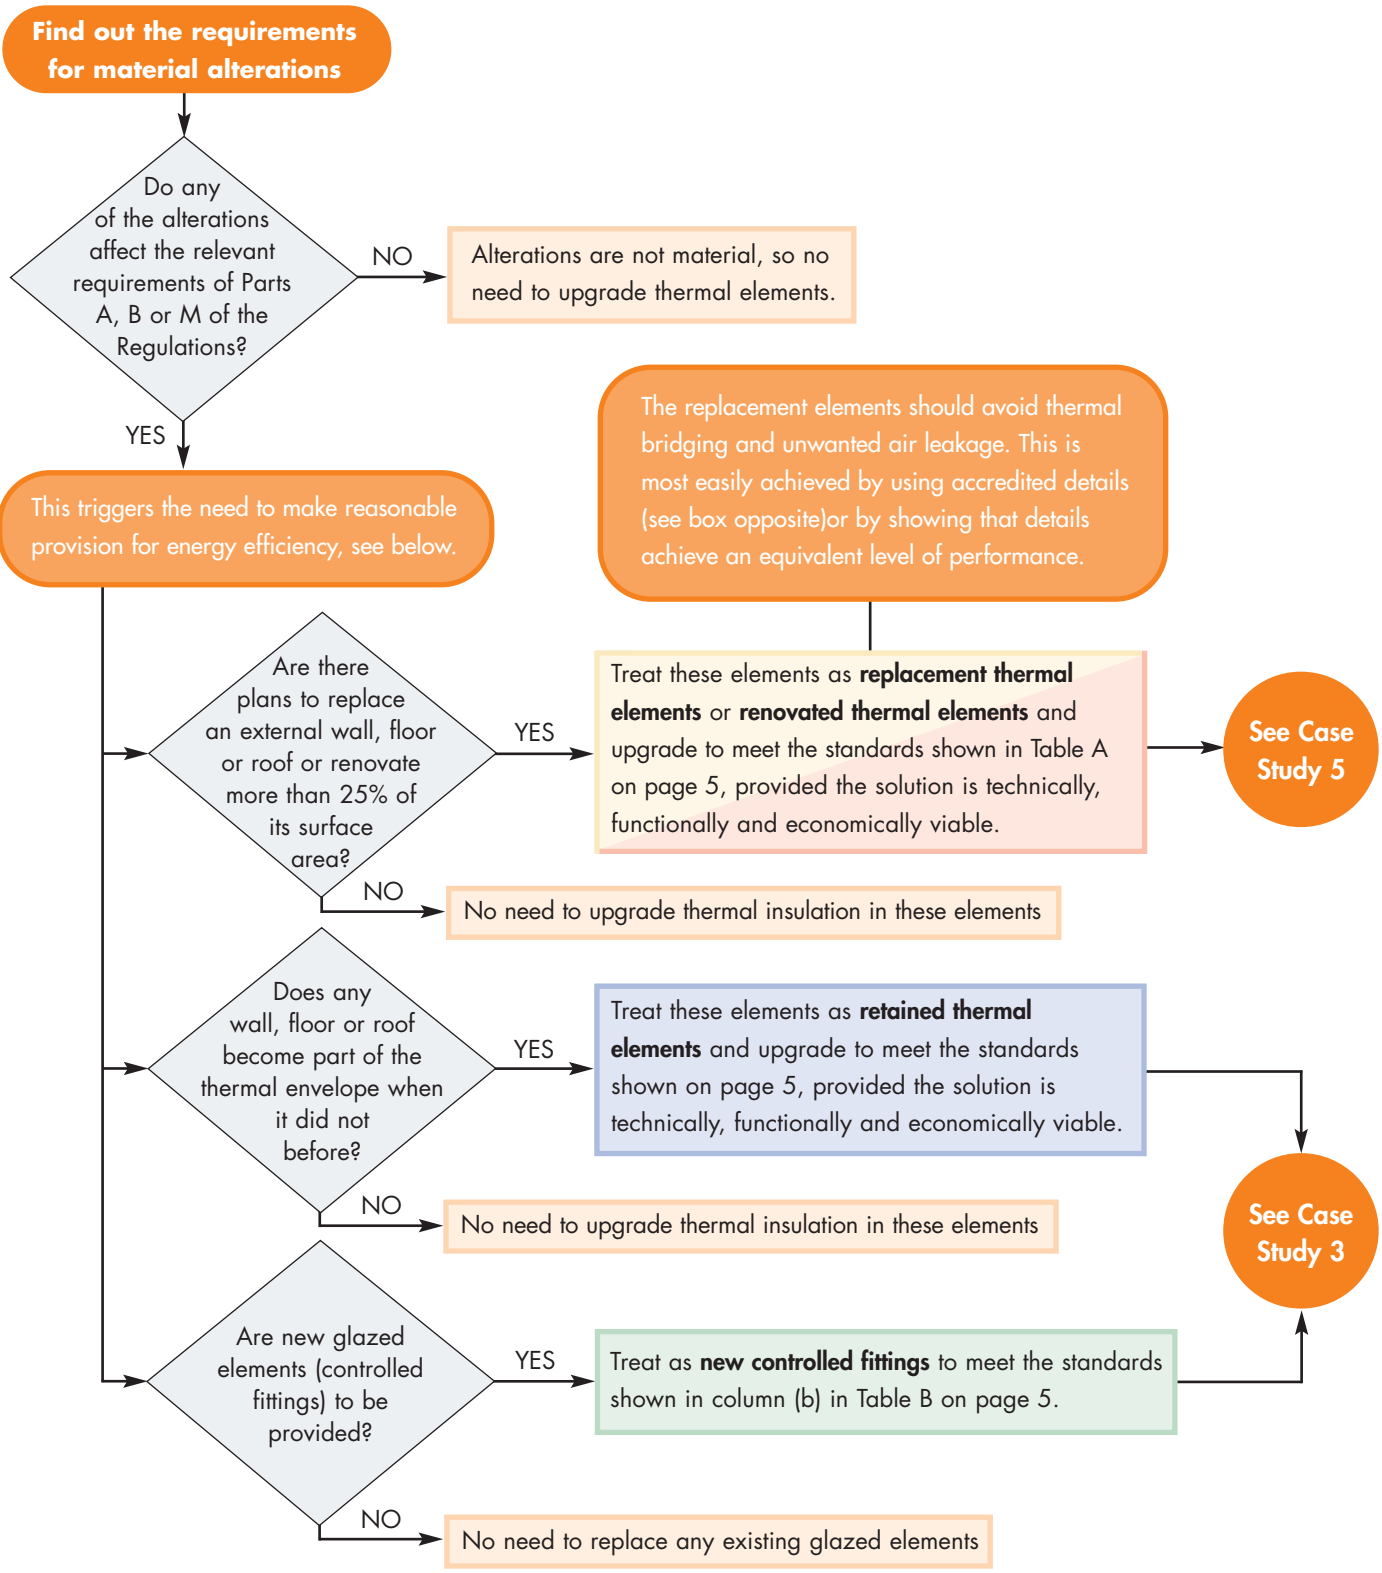 Find out the requirements
for material alterations
Do any
of the alterations
affect the relevant
requirements of Parts
A, B or M of the
Regulations?
NO
Alterations are not material, so no
need to upgrade thermal elements.
YES
This triggers the need to make reasonable
provision for energy efficiency, see below.
The replacement elements should avoid thermal
bridging and unwanted air leakage. This is
most easily achieved by using accredited details
(see box opposite)or by showing that details
achieve an equivalent level of performance.
Are there
plans to replace
an external wall, floor
or roof or renovate
more than 25% of
its surface
area?
YES
Treat these elements as replacement thermal
elements or renovated thermal elements and
upgrade to meet the standards shown in Table A
on page 5, provided the solution is technically,
functionally and economically viable.
See Case
Study 5
NO
No need to upgrade thermal insulation in these elements
Does any
wall, floor or roof
become part of the
thermal envelope when
it did not
before?
YES
Treat these elements as retained thermal
elements and upgrade to meet the standards
shown on page 5, provided the solution is
technically, functionally and economically viable.
NO
No need to upgrade thermal insulation in these elements
See Case
Study 3
Are new glazed
elements (controlled
fittings) to be
provided?
YES
Treat as new controlled fittings to meet the standards
shown in column (b) in Table B on page 5.
NO
No need to replace any existing glazed elements